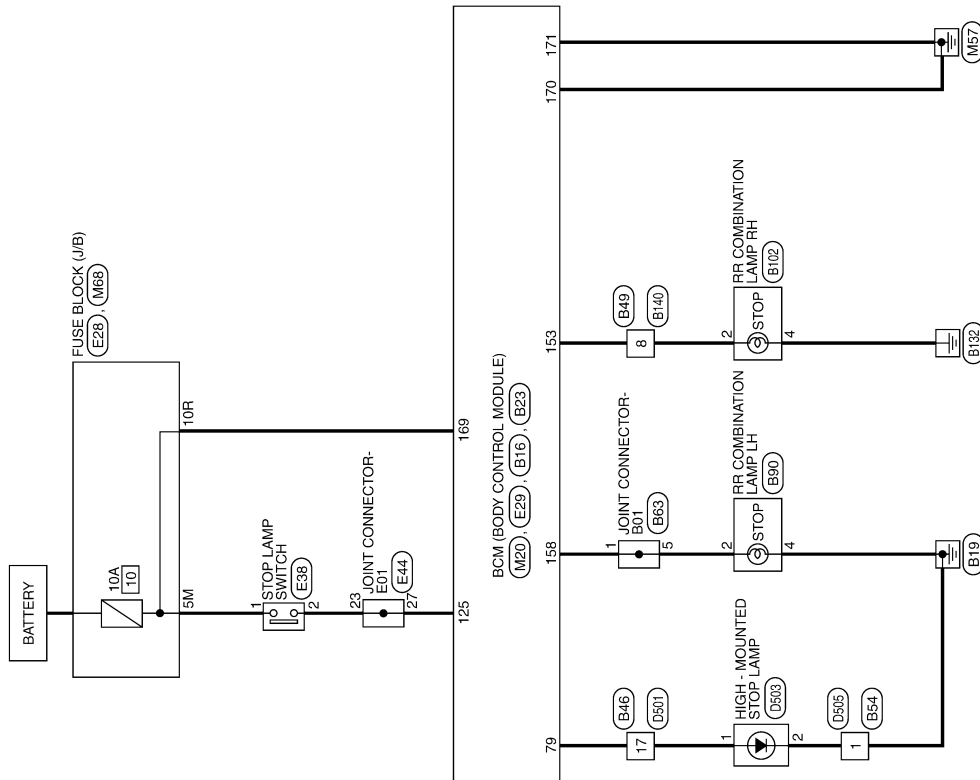 BATTERY
FUSE BLOCK (J/B)
E28 , M68
10A
10
5M
10R
1
STOP LAMP
SWITCH
E38
2
23
JOINT CONNECTOR-
E01
E44
27
125
169
BCM (BODY CONTROL MODULE)
M20 , E29 , B16 , B23
79
158
153
170
171
17
B46
D501
1
HIGH - MOUNTED
STOP LAMP
D503
2
1
D505
B54
1
JOINT CONNECTOR-
B01
B63
5
2
STOP
RR COMBINATION
LAMP LH
B90
4
B19
8
B49
B140
2
STOP
RR COMBINATION
LAMP RH
B102
4
B132
M57